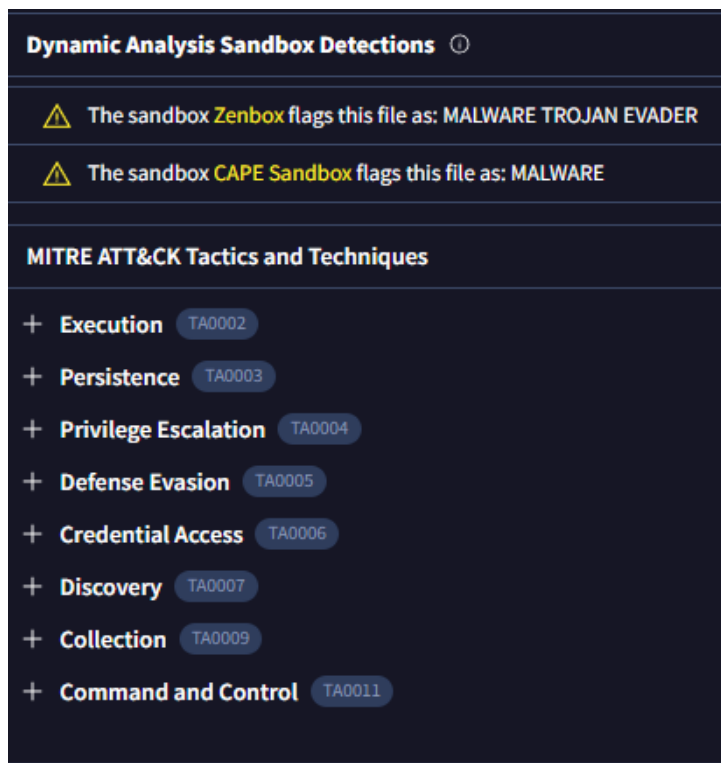 Dynamic Analysis Sandbox Detections
The sandbox Zenbox flags this file as: MALWARE TROJAN EVADER
The sandbox CAPE Sandbox flags this file as: MALWARE
MITRE ATT&CK Tactics and Techniques
+ Execution TA0002
+ Persistence TA0003
+ Privilege Escalation TA0004
+ Defense Evasion TA0005
+ Credential Access TA0006
+ Discovery TA0007
+ Collection TA0009
+ Command and Control TA0011